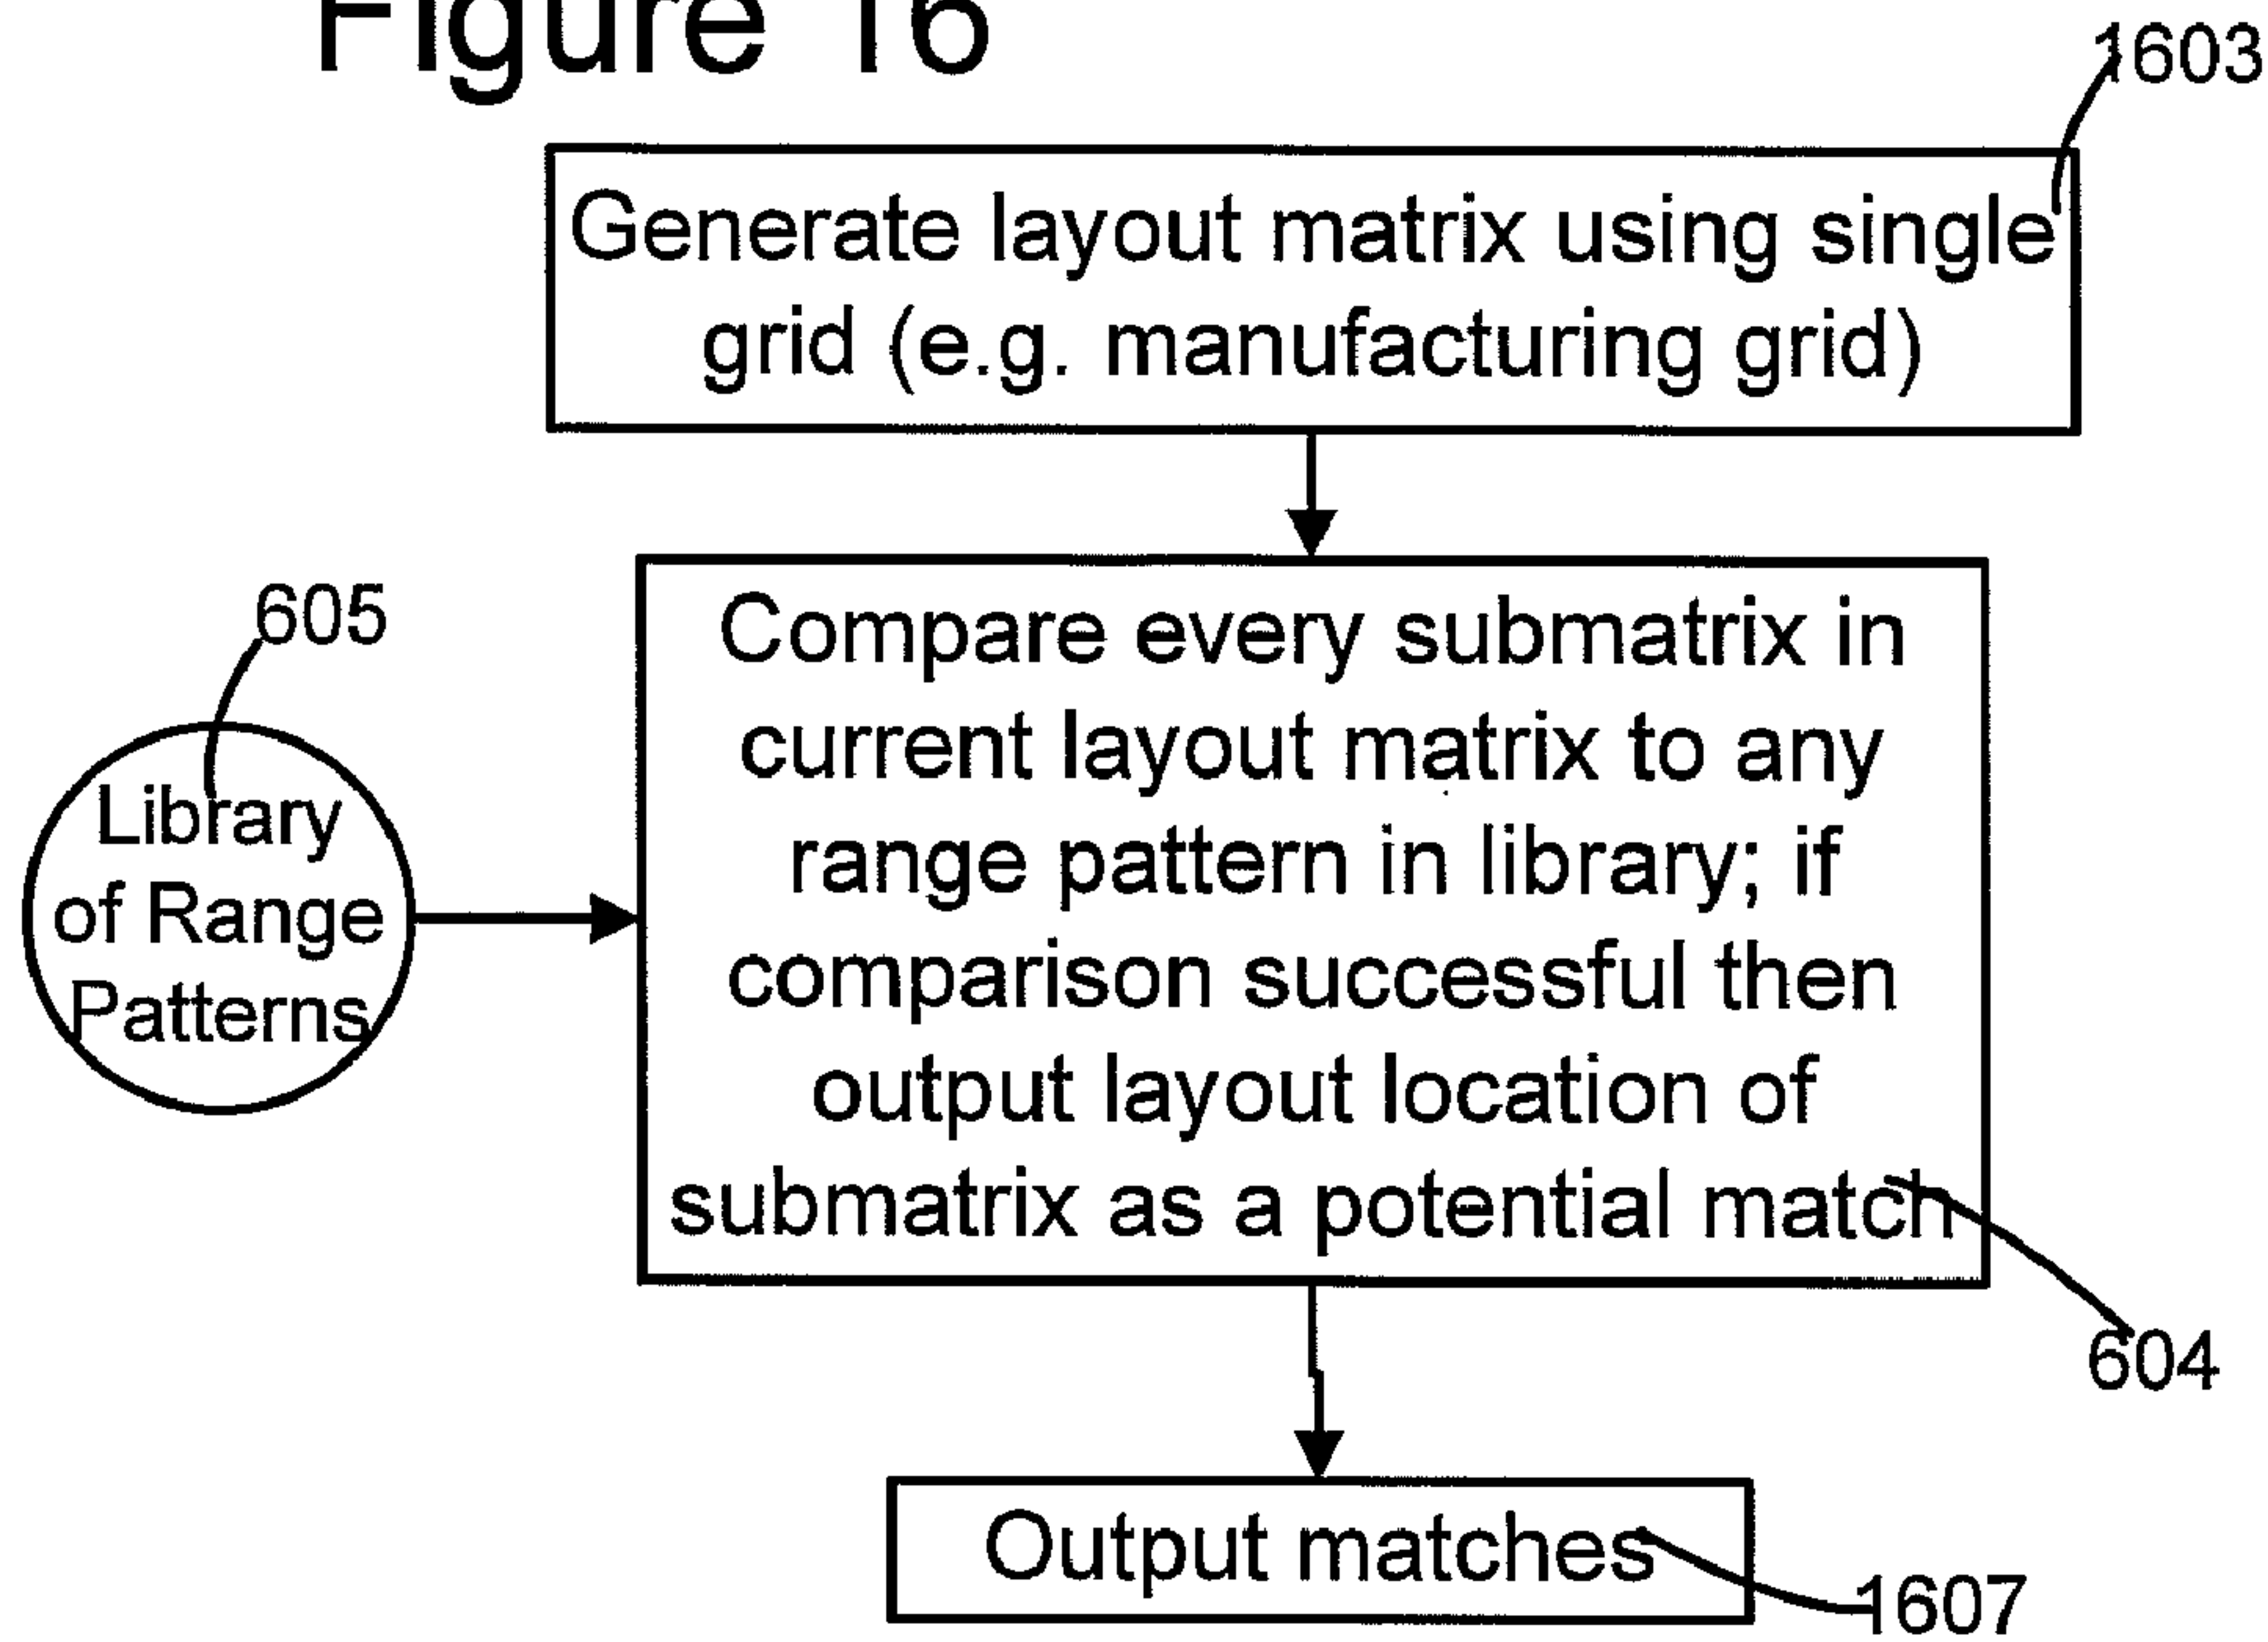 Figure 16
1603
Generate layout matrix using single
grid (e.g. manufacturing grid)
605
Library
of Range
Patterns
Compare every submatrix in
current layout matrix to any
range pattern in library; if
comparison successful then
output layout location of
submatrix as a potential match
604
Output matches
1607